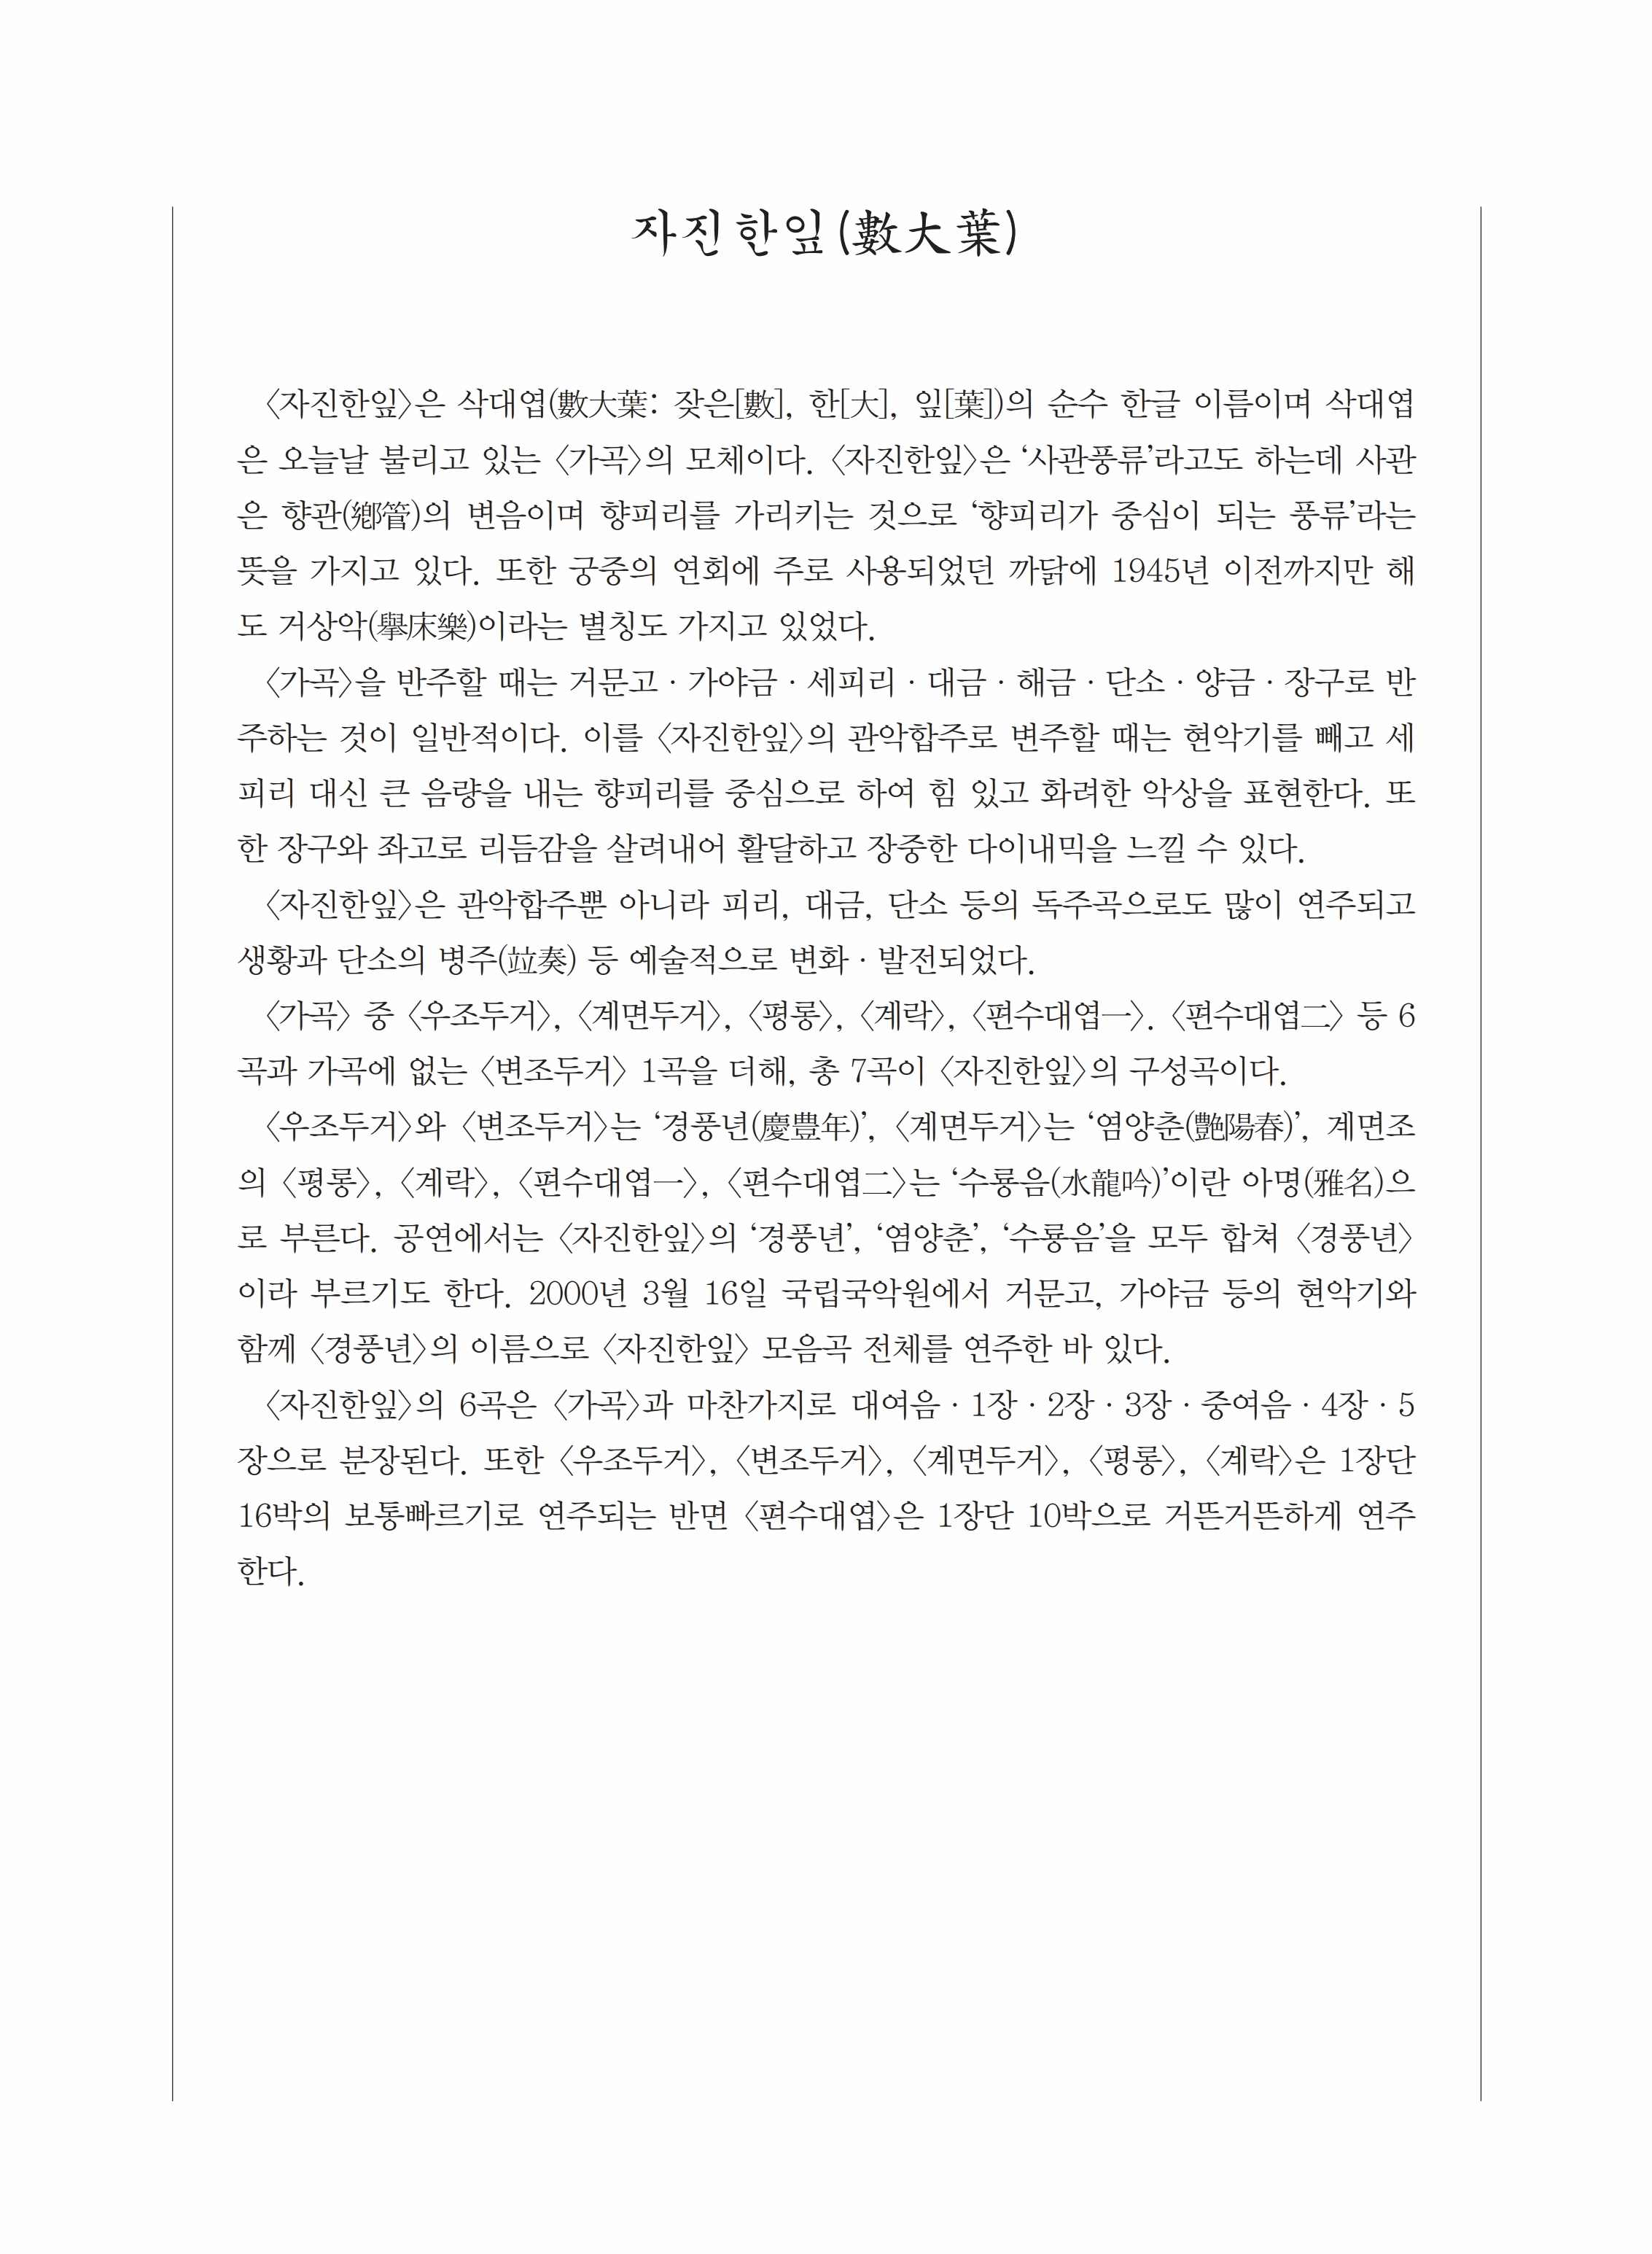 자진한잎(數大葉)
〈자진한잎〉은 삭대엽(數大葉: 잦은[數], 한[大], 잎[葉])의 순수 한글 이름이며 삭대엽
은 오늘날 불리고 있는 〈가곡〉의 모체이다. 〈자진한잎〉은 ‘사관풍류’라고도 하는데 사관
은 향관(鄕管)의 변음이며 향피리를 가리키는 것으로 ‘향피리가 중심이 되는 풍류’라는
뜻을 가지고 있다. 또한 궁중의 연회에 주로 사용되었던 까닭에 1945년 이전까지만 해
도 거상악(擧床樂)이라는 별칭도 가지고 있었다.
〈가곡〉을 반주할 때는 거문고 · 가야금 · 세피리 · 대금 · 해금 · 단소 · 양금 · 장구로 반
주하는 것이 일반적이다. 이를 〈자진한잎〉의 관악합주로 변주할 때는 현악기를 빼고 세
피리 대신 큰 음량을 내는 향피리를 중심으로 하여 힘 있고 화려한 악상을 표현한다. 또
한 장구와 좌고로 리듬감을 살려내어 활달하고 장중한 다이내믹을 느낄 수 있다.
〈자진한잎〉은 관악합주뿐 아니라 피리, 대금, 단소 등의 독주곡으로도 많이 연주되고
생황과 단소의 병주(竝奏) 등 예술적으로 변화 · 발전되었다.
〈가곡〉 중 〈우조두거〉, 〈계면두거〉, 〈평롱〉, 〈계락〉, 〈편수대엽一〉. 〈편수대엽二〉 등 6
곡과 가곡에 없는 〈변조두거〉 1곡을 더해, 총 7곡이 〈자진한잎〉의 구성곡이다.
〈우조두거〉와 〈변조두거〉는 ‘경풍년(慶豊年)’, 〈계면두거〉는 ‘염양춘(艶陽春)’, 계면조
의 〈평롱〉, 〈계락〉, 〈편수대엽一〉, 〈편수대엽二〉는 ‘수룡음(水龍吟)’이란 아명(雅名)으
로 부른다. 공연에서는 〈자진한잎〉의 ‘경풍년’, ‘염양춘’, ‘수룡음’을 모두 합쳐 〈경풍년〉
이라 부르기도 한다. 2000년 3월 16일 국립국악원에서 거문고, 가야금 등의 현악기와
함께 〈경풍년〉의 이름으로 〈자진한잎〉 모음곡 전체를 연주한 바 있다.
〈자진한잎〉의 6곡은 〈가곡〉과 마찬가지로 대여음 · 1장 · 2장 · 3장 · 중여음 · 4장 · 5
장으로 분장된다. 또한 〈우조두거〉, 〈변조두거〉, 〈계면두거〉, 〈평롱〉, 〈계락〉은 1장단
16박의 보통빠르기로 연주되는 반면 〈편수대엽〉은 1장단 10박으로 거뜬거뜬하게 연주
한다.